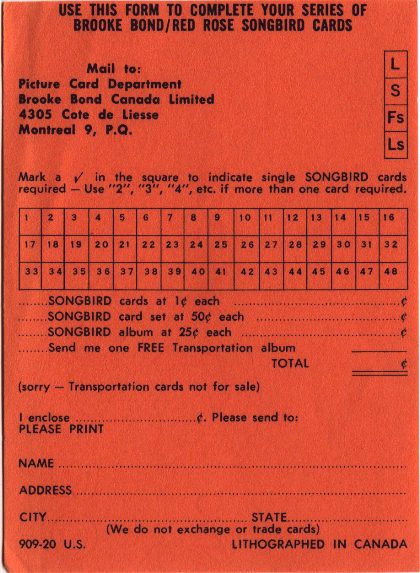 USE THIS FORM TO COMPLETE YOUR SERIES OF
BROOKE BOND/RED ROSE SONGBIRD CARDS
Mail to:
Picture Card Department
Brooke Bond Canada Limited
4305 Cote de Liesse
Montreal 9, P.Q.
L
S
Fs
Ls
Mark a ✓ in the square to indicate single SONGBIRD cards
required — Use "2", "3", "4", etc. if more than one card required.
1 2 3 4 5 6 7 8 9 10 11 12 13 14 15 16
17 18 19 20 21 22 23 24 25 26 27 28 29 30 31 32
33 34 35 36 37 38 39 40 41 42 43 44 45 46 47 48
.......SONGBIRD cards at 1¢ each ........................................¢
.......SONGBIRD card set at 50¢ each ...................................¢
.......SONGBIRD album at 25¢ each ......................................¢
.......Send me one FREE Transportation album
TOTAL ¢
(sorry — Transportation cards not for sale)
I enclose ..............................¢. Please send to:
PLEASE PRINT
NAME ..............................................................
ADDRESS ...........................................................
CITY.............................. STATE..............................
(We do not exchange or trade cards)
909-20 U.S. LITHOGRAPHED IN CANADA